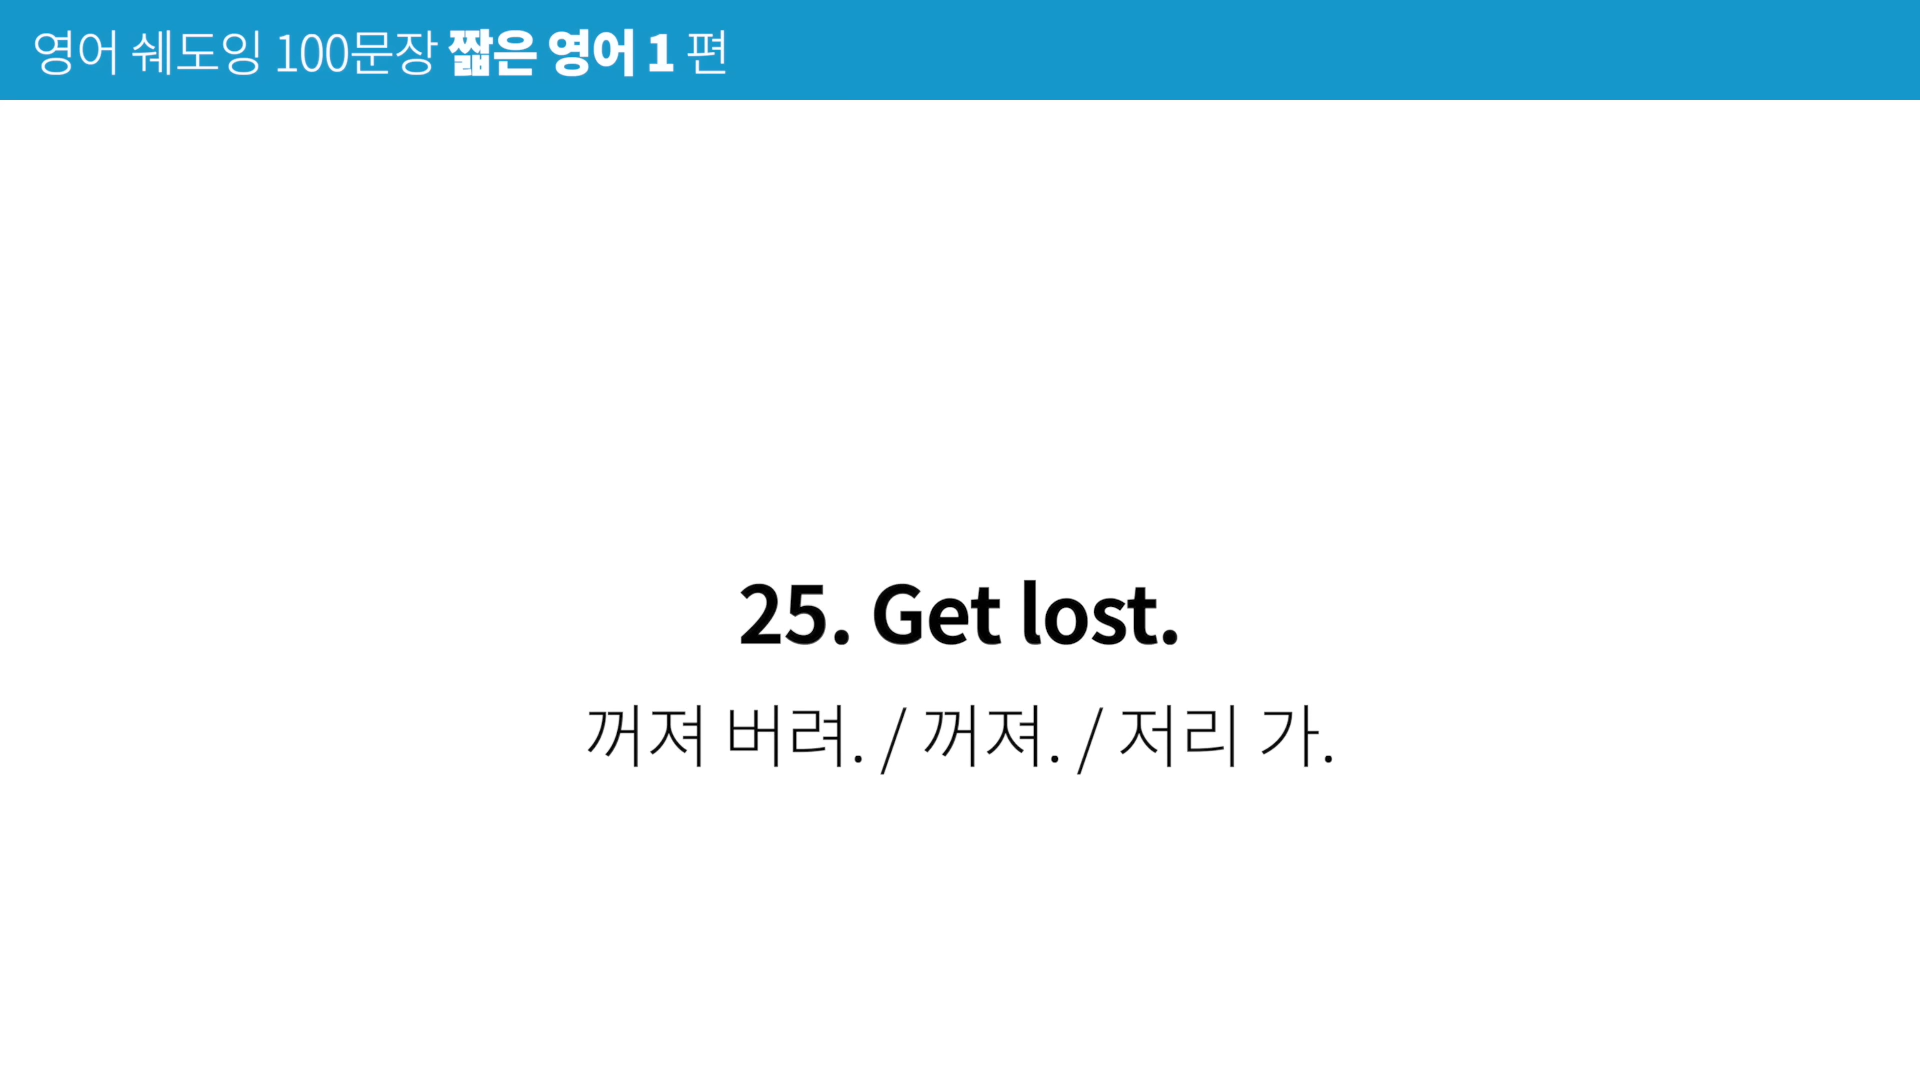 영어 쉐도잉 100문장 짧은 영어 1 편
25. Get lost.
꺼져 버려. / 꺼져. / 저리 가.